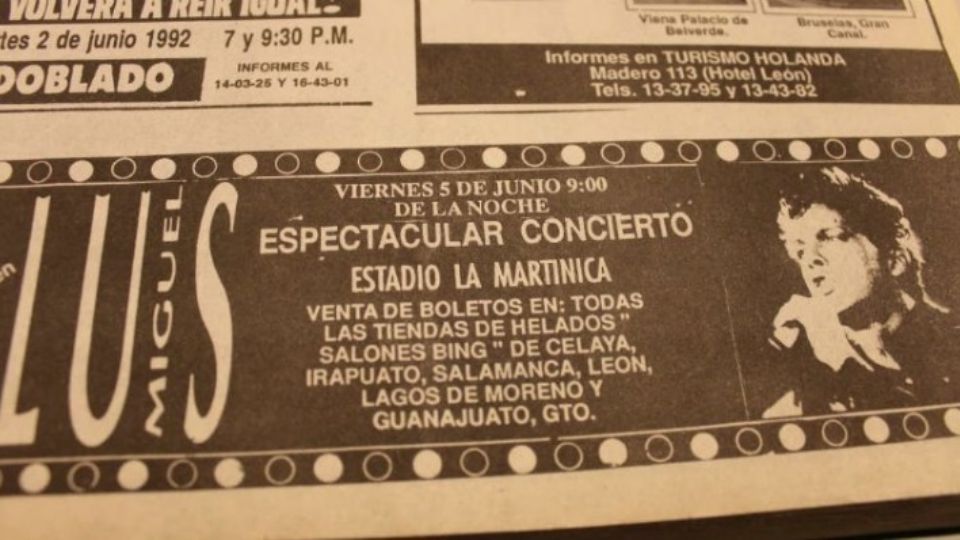 VOLVERA A REIR IGUAL!
tes 2 de junio 1992 7 y 9:30 P.M.
DOBLADO
INFORMES AL
14-03-25 Y 16-43-01
Viena Palacio de
Belverde.
Bruselas, Gran
Canal.
Informes en TURISMO HOLANDA
Madero 113 (Hotel León)
Tels. 13-37-95 y 13-43-82
en
LUIS
MIGUEL
VIERNES 5 DE JUNIO 9:00
DE LA NOCHE
ESPECTACULAR CONCIERTO
ESTADIO LA MARTINICA
VENTA DE BOLETOS EN: TODAS
LAS TIENDAS DE HELADOS "
SALONES BING " DE CELAYA,
IRAPUATO, SALAMANCA, LEON,
LAGOS DE MORENO Y
GUANAJUATO, GTO.